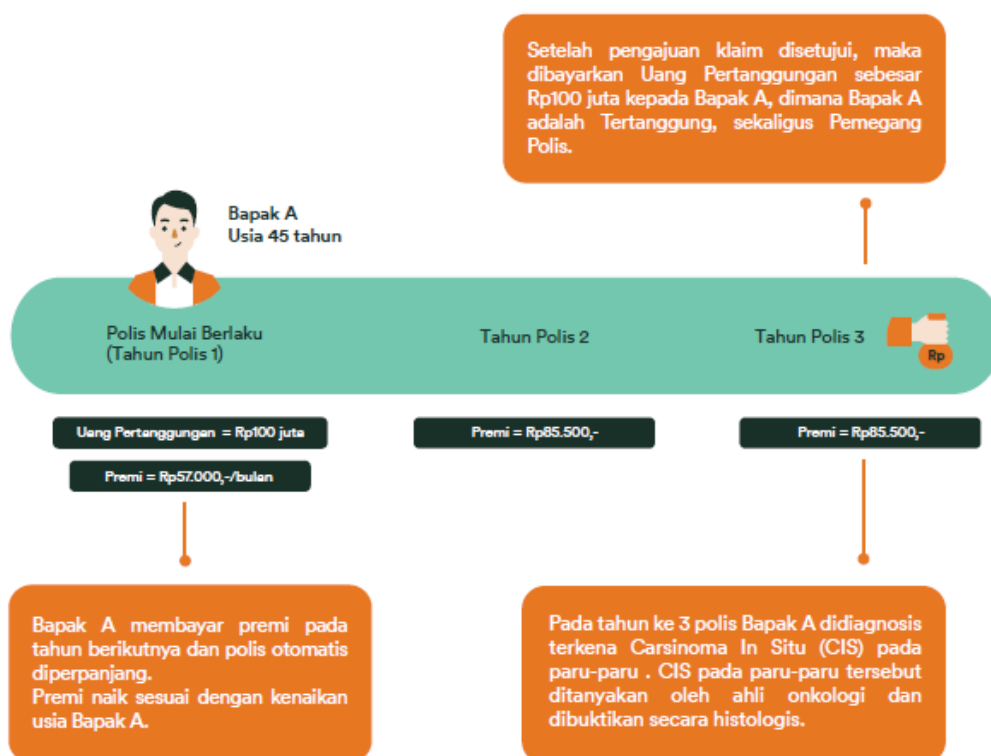 Setelah pengajuan klaim disetujui, maka
dibayarkan Uang Pertanggungan sebesar
Rp100 juta kepada Bapak A, dimana Bapak A
adalah Tertanggung, sekaligus Pemegang
Polis.
Bapak A
Usia 45 tahun
Polis Mulai Berlaku
(Tahun Polis 1)
Tahun Polis 2
Tahun Polis 3
Rp
Uang Pertanggungan = Rp100 juta
Premi = Rp85.500,-
Premi = Rp85.500,-
Premi = Rp57.000,-/bulan
Bapak A membayar premi pada
tahun berikutnya dan polis otomatis
diperpanjang.
Premi naik sesuai dengan kenaikan
usia Bapak A.
Pada tahun ke 3 polis Bapak A didiagnosis
terkena Carsinoma In Situ (CIS) pada
paru-paru . CIS pada paru-paru tersebut
ditanyakan oleh ahli onkologi dan
dibuktikan secara histologis.